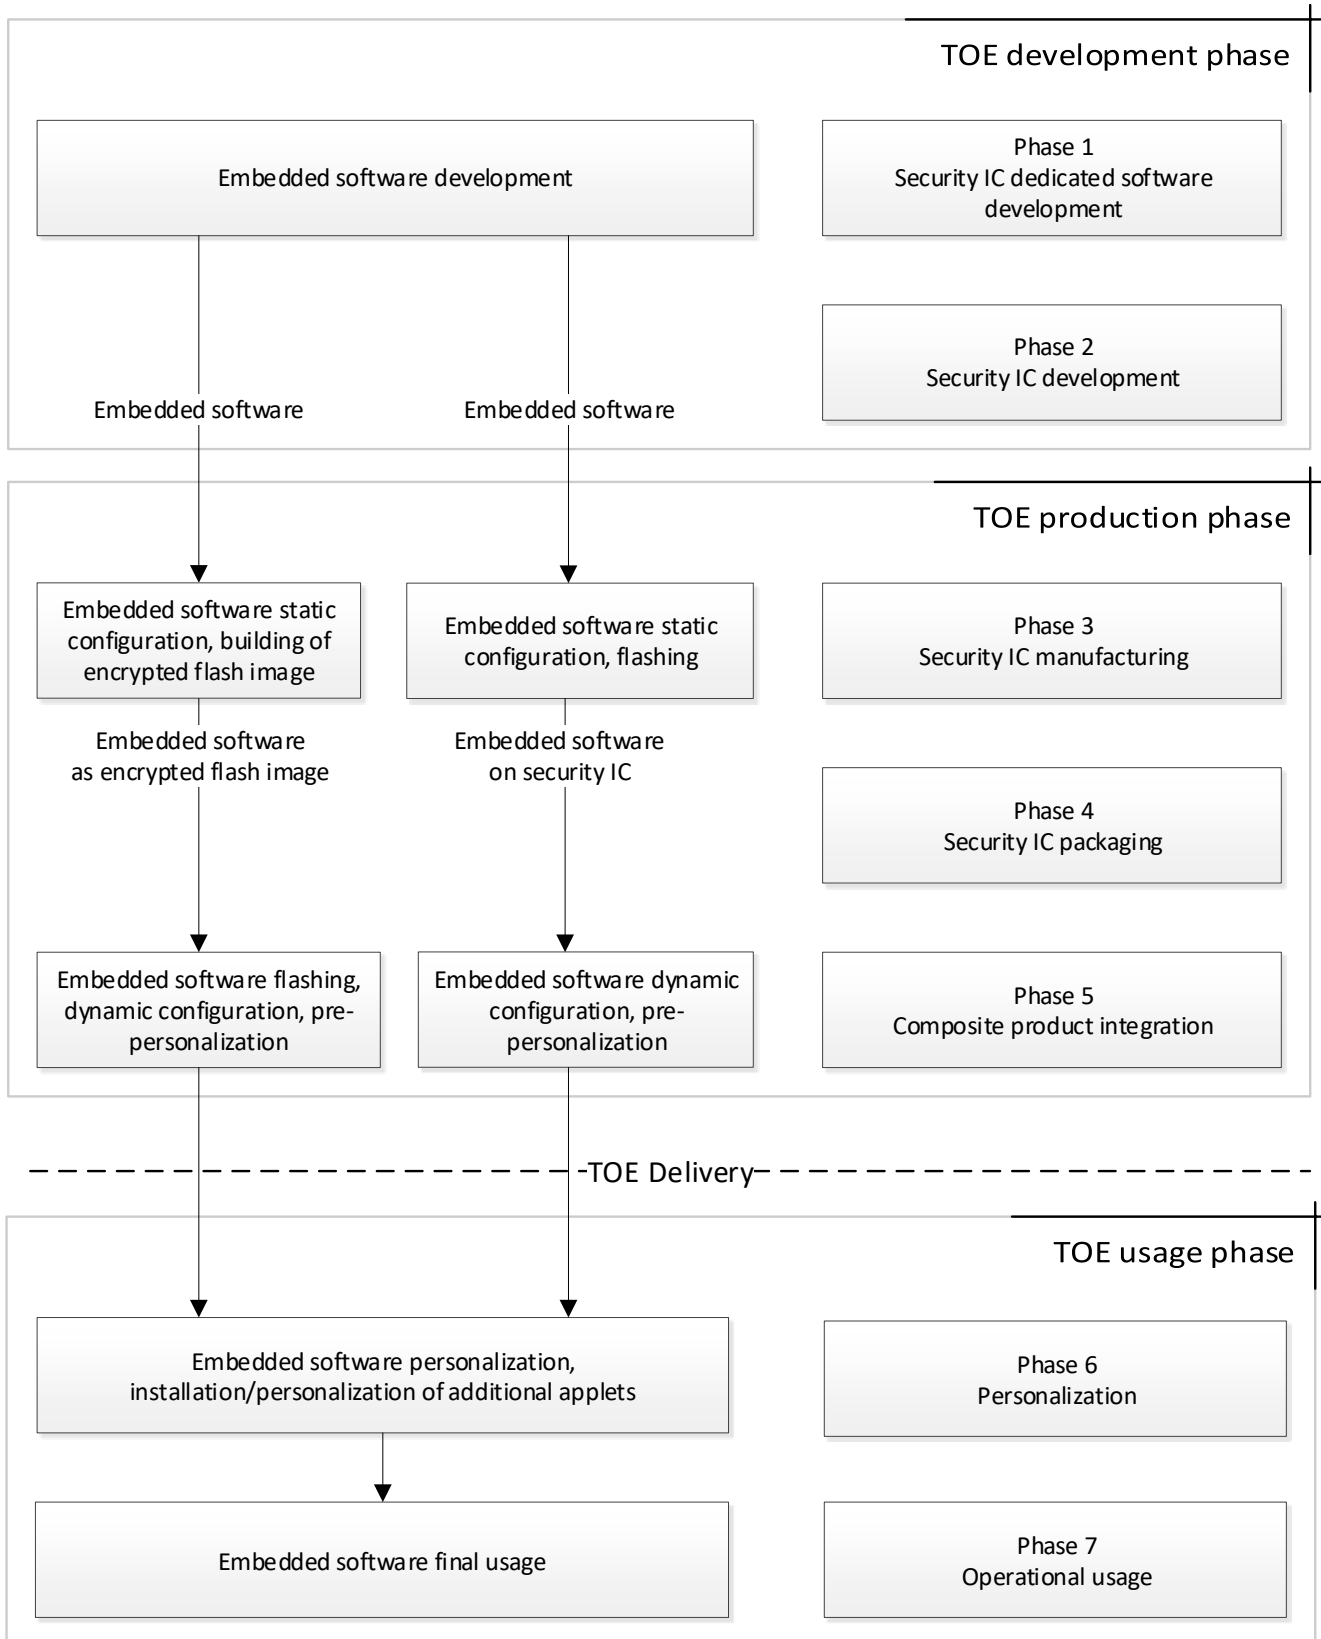 TOE development phase
Embedded software development
Phase 1
Security IC dedicated software
development
Phase 2
Security IC development
Embedded software
Embedded software
TOE production phase
Embedded software static
configuration, building of
encrypted flash image
Embedded software static
configuration, flashing
Phase 3
Security IC manufacturing
Embedded software
as encrypted flash image
Embedded software
on security IC
Phase 4
Security IC packaging
Embedded software flashing,
dynamic configuration, pre-
personalization
Embedded software dynamic
configuration, pre-
personalization
Phase 5
Composite product integration
TOE Delivery
TOE usage phase
Embedded software personalization,
installation/personalization of additional applets
Phase 6
Personalization
Embedded software final usage
Phase 7
Operational usage